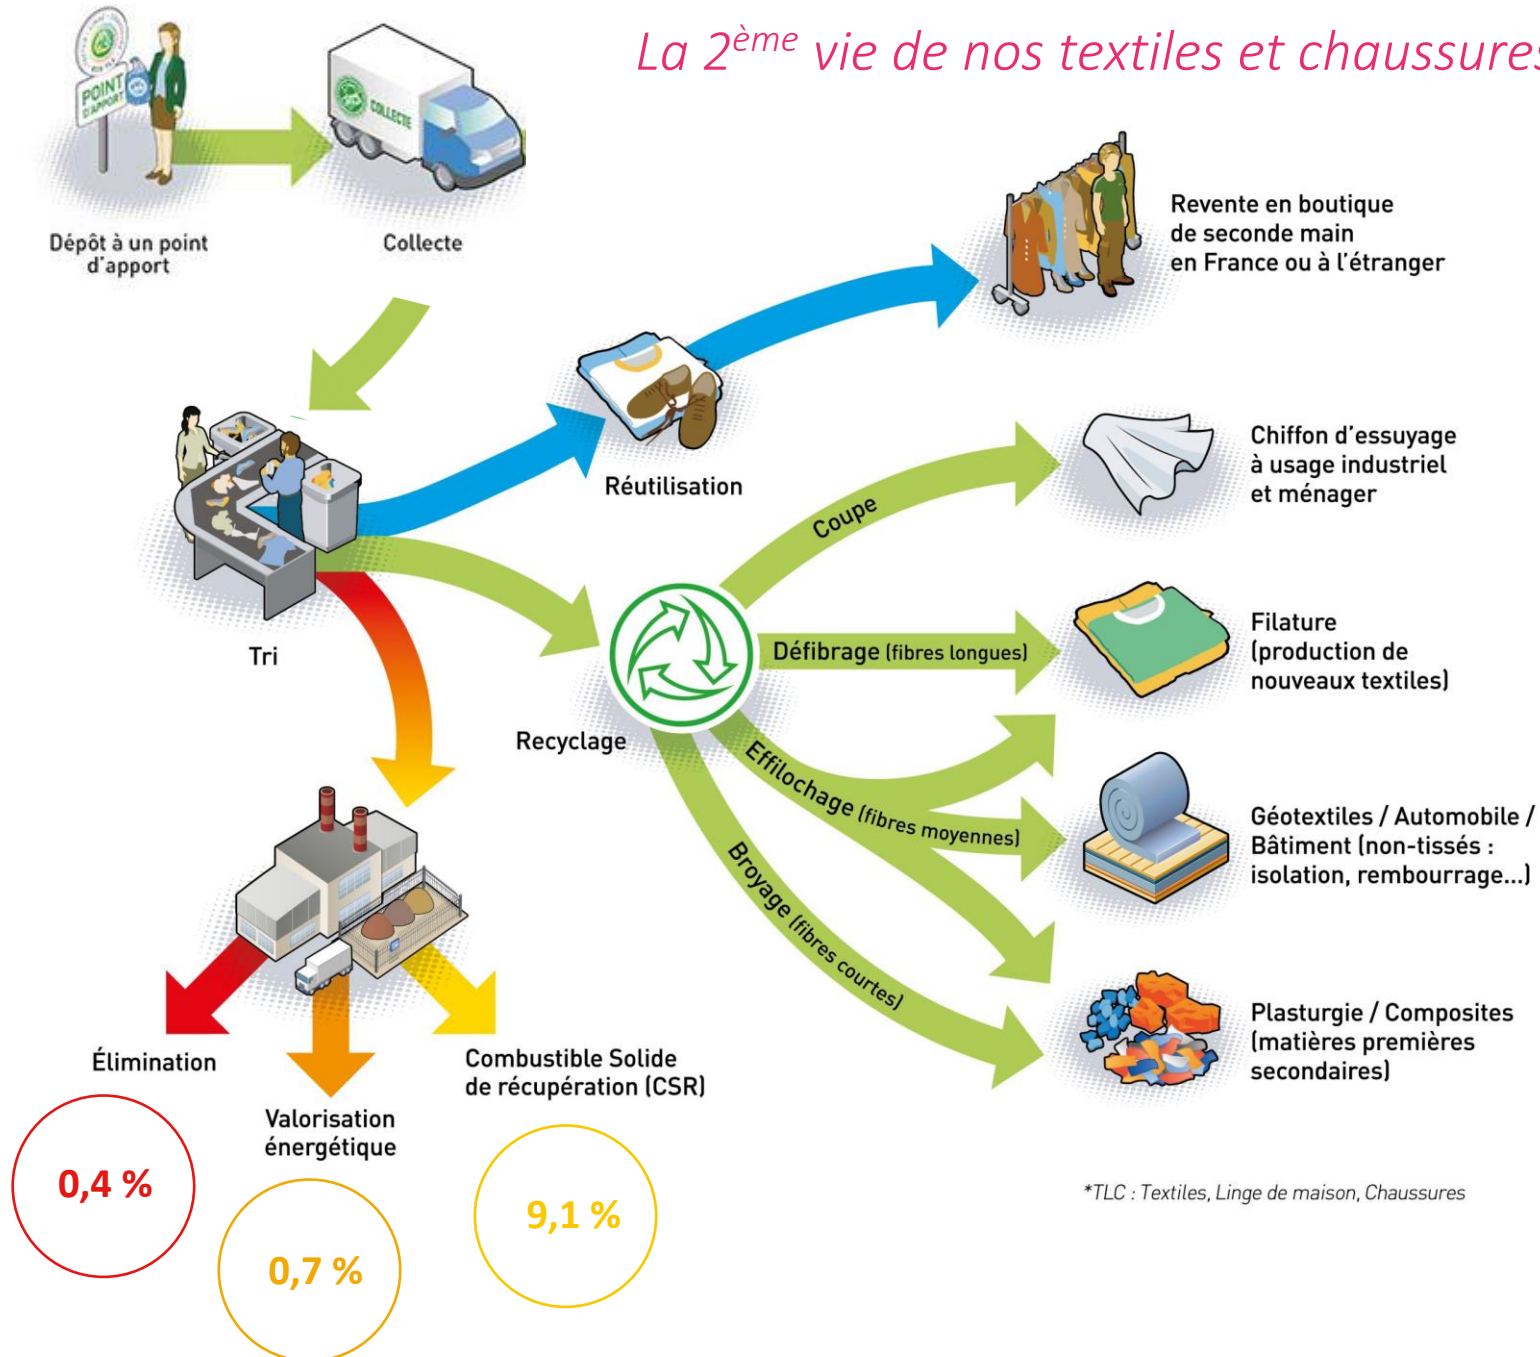 La 2ème vie de nos textiles et chaussures
POINT
D'APPORT
COLLECTE
Dépôt à un point
d'apport
Collecte
Revente en boutique
de seconde main
en France ou à l'étranger
Réutilisation
Coupe
Chiffon d'essuyage
à usage industriel
et ménager
Tri
Défibrage (fibres longues)
Filature
(production de
nouveaux textiles)
Recyclage
Effilochage (fibres moyennes)
Géotextiles / Automobile /
Bâtiment (non-tissés :
isolation, rembourrage...)
Broyage (fibres courtes)
Plasturgie / Composites
(matières premières
secondaires)
Élimination
Combustible Solide
de récupération (CSR)
Valorisation
énergétique
0,4 %
0,7 %
9,1 %
*TLC : Textiles, Linge de maison, Chaussures